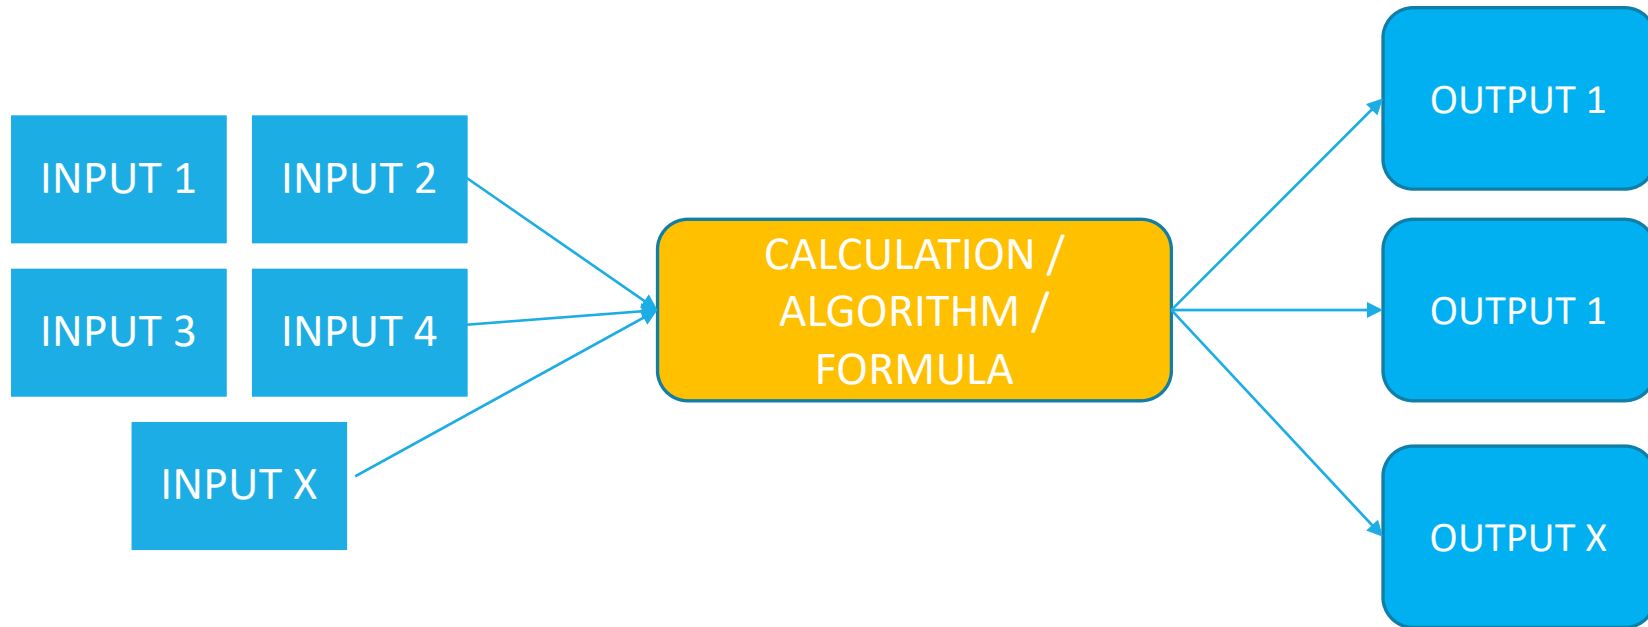 INPUT 1
INPUT 2
INPUT 3
INPUT 4
INPUT X
CALCULATION /
ALGORITHM /
FORMULA
OUTPUT 1
OUTPUT 1
OUTPUT X